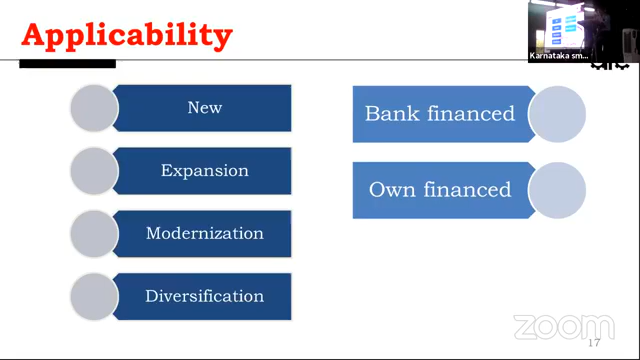 Applicability
Karnataka sm...
New
Expansion
Modernization
Diversification
Bank financed
Own financed
zoom
17